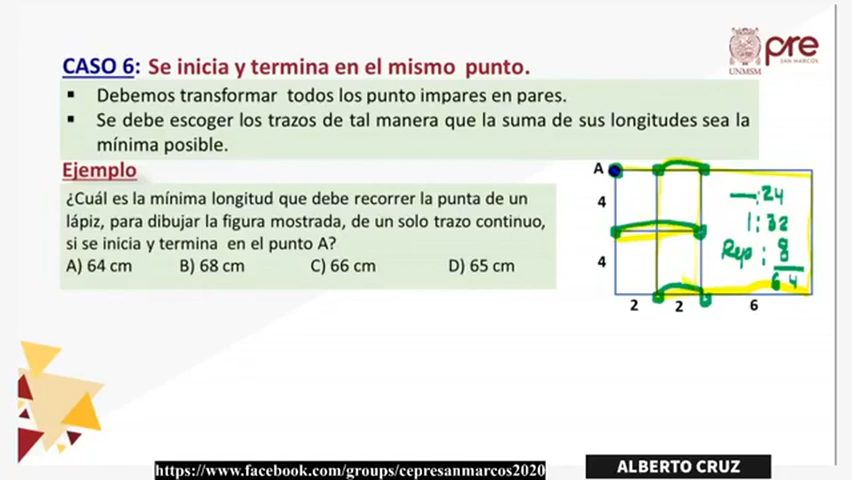 CASO 6: Se inicia y termina en el mismo punto.
▪ Debemos transformar todos los punto impares en pares.
▪ Se debe escoger los trazos de tal manera que la suma de sus longitudes sea la
mínima posible.
Ejemplo
¿Cuál es la mínima longitud que debe recorrer la punta de un
lápiz, para dibujar la figura mostrada, de un solo trazo continuo,
si se inicia y termina en el punto A?
A) 64 cm B) 68 cm C) 66 cm D) 65 cm
UNMSM
pre
SAN MARCOS
A
4
4
2 2 6
—: 24
1: 32
Rep: 8
64
https://www.facebook.com/groups/cepresanmarcos2020
ALBERTO CRUZ